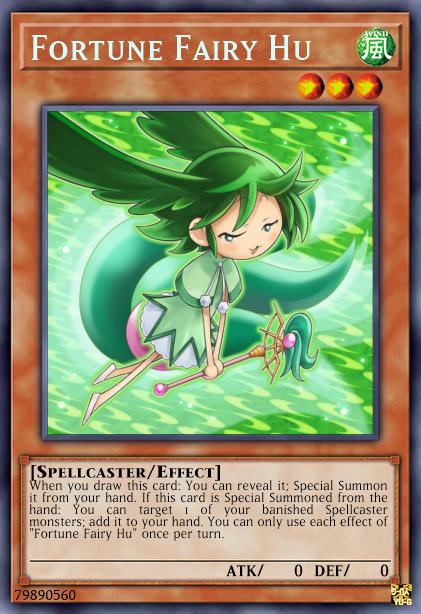 Fortune Fairy Hu
WIND
風
[Spellcaster/Effect]
When you draw this card: You can reveal it; Special Summon
it from your hand. If this card is Special Summoned from the
hand: You can target 1 of your banished Spellcaster
monsters; add it to your hand. You can only use each effect of
"Fortune Fairy Hu" once per turn.
ATK/ 0 DEF/ 0
79890560